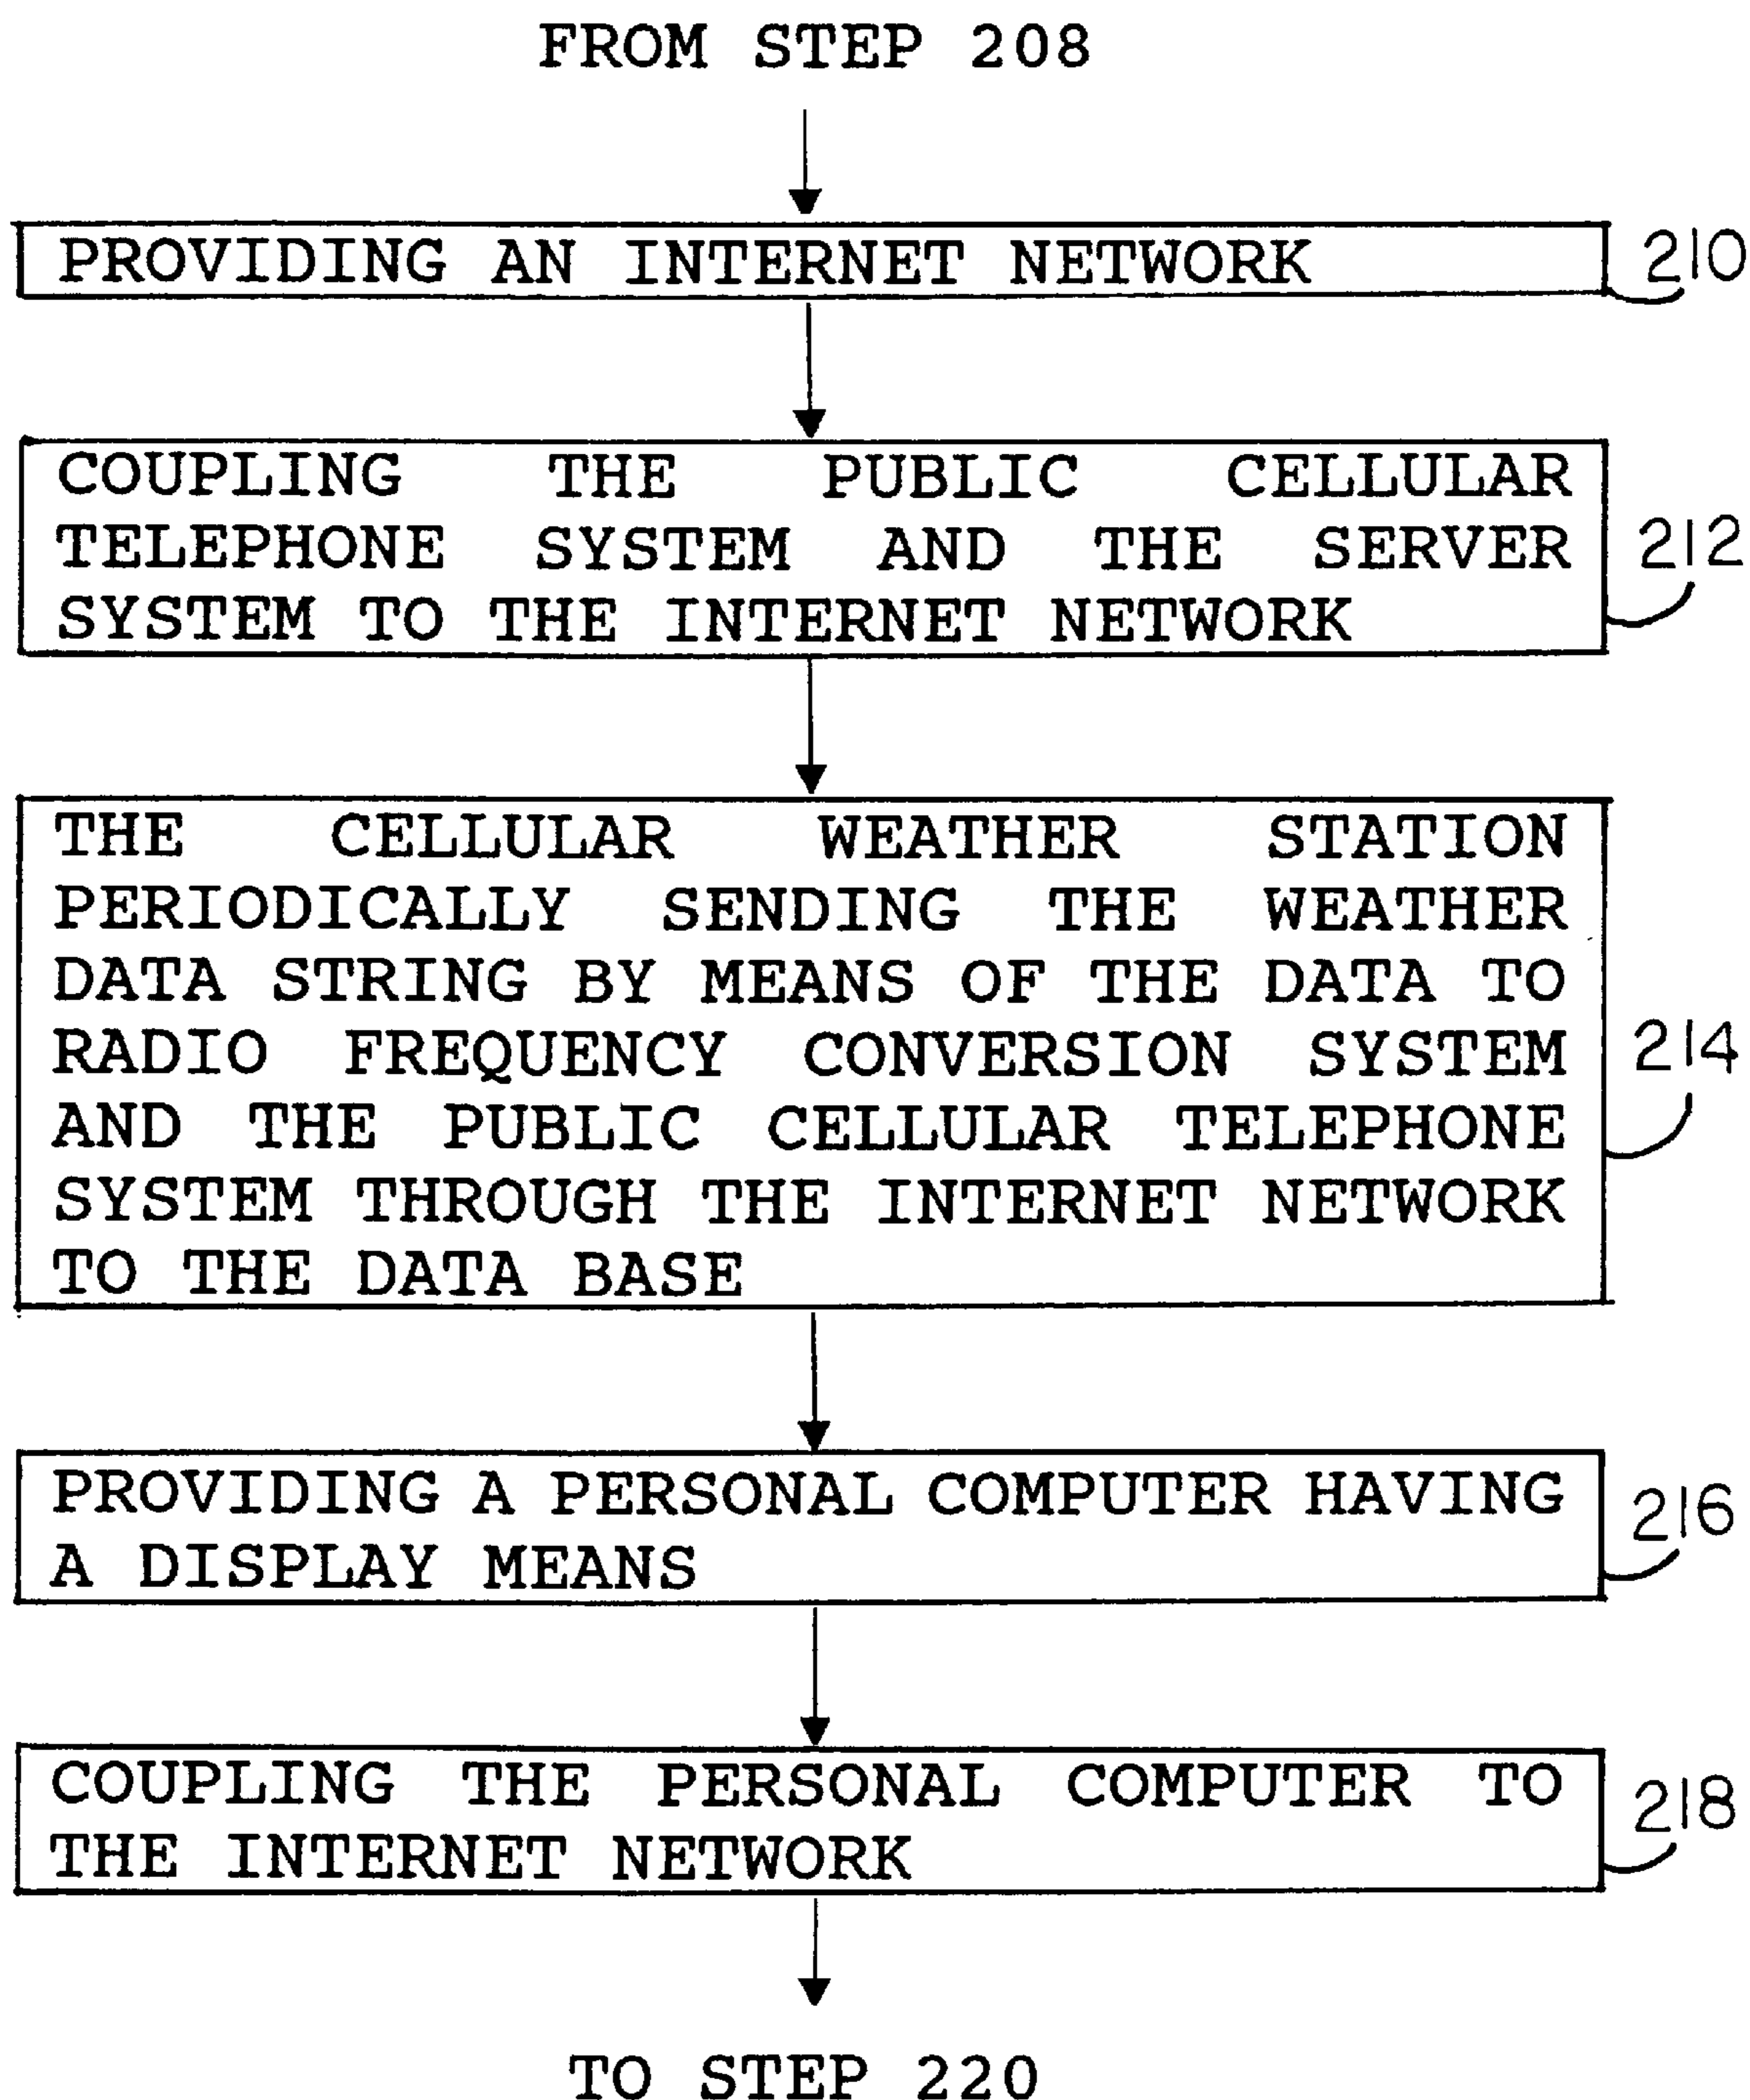 FROM STEP 208
PROVIDING AN INTERNET NETWORK
210
COUPLING THE PUBLIC CELLULAR
TELEPHONE SYSTEM AND THE SERVER
SYSTEM TO THE INTERNET NETWORK
212
THE CELLULAR WEATHER STATION
PERIODICALLY SENDING THE WEATHER
DATA STRING BY MEANS OF THE DATA TO
RADIO FREQUENCY CONVERSION SYSTEM
AND THE PUBLIC CELLULAR TELEPHONE
SYSTEM THROUGH THE INTERNET NETWORK
TO THE DATA BASE
214
PROVIDING A PERSONAL COMPUTER HAVING
A DISPLAY MEANS
216
COUPLING THE PERSONAL COMPUTER TO
THE INTERNET NETWORK
218
TO STEP 220